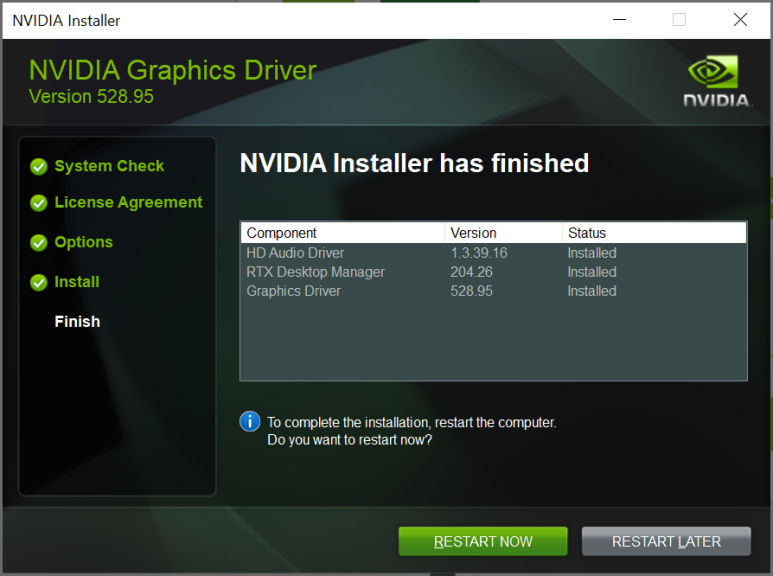 NVIDIA Installer
NVIDIA Graphics Driver
Version 528.95
NVIDIA.
System Check
License Agreement
Options
Install
Finish
NVIDIA Installer has finished
Component Version Status
HD Audio Driver 1.3.39.16 Installed
RTX Desktop Manager 204.26 Installed
Graphics Driver 528.95 Installed
To complete the installation, restart the computer.
Do you want to restart now?
RESTART NOW RESTART LATER